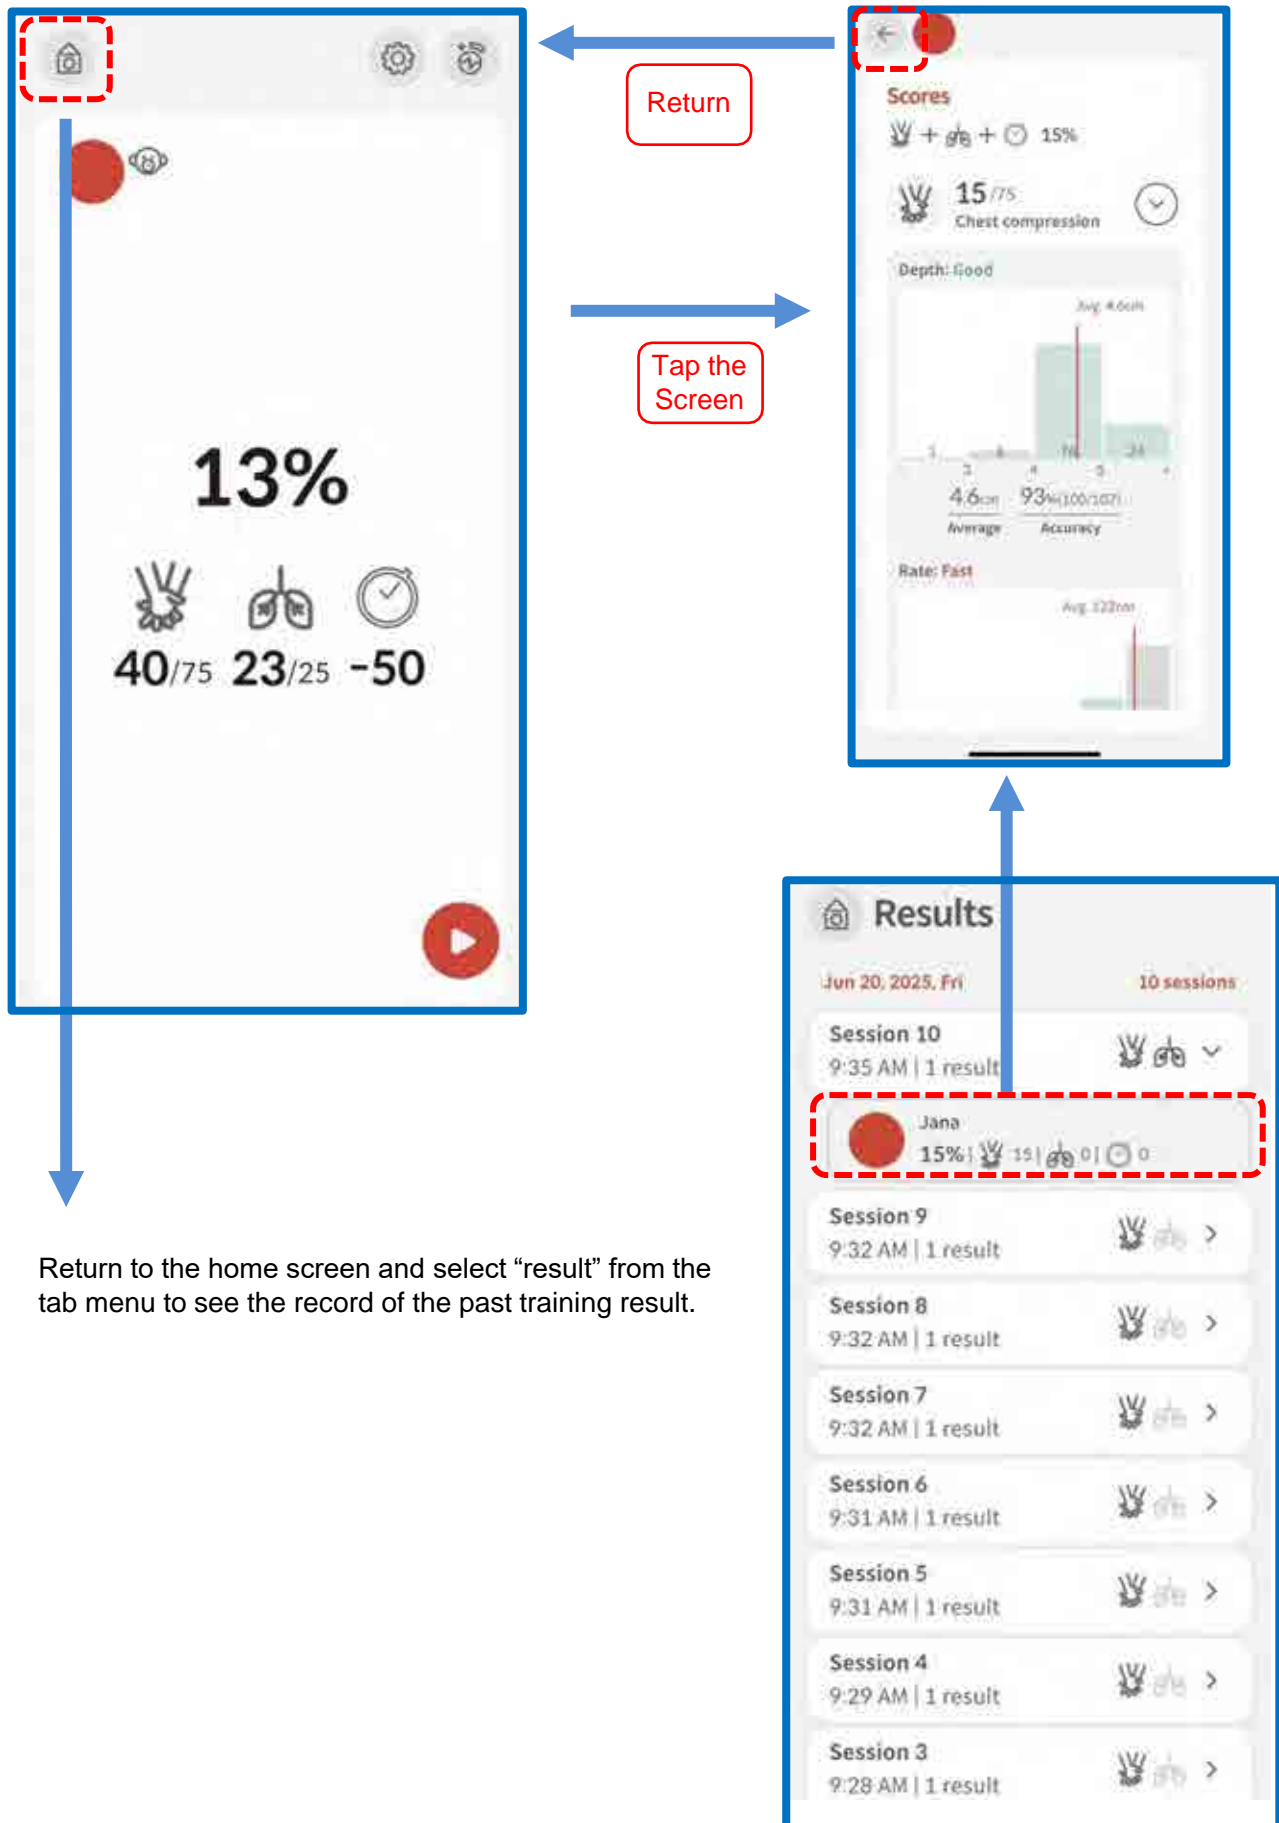 Return
Tap the
Screen
13%
40/75 23/25 -50
Return to the home screen and select “result” from the
tab menu to see the record of the past training result.
Scores
+ + 15%
15/75
Chest compression
Depth: Good
Avg. 4.6cm
3 4 5
4.6cm 93%(100/107)
Average Accuracy
Rate: Fast
Results
Jun 20, 2025, Fri 10 sessions
Session 10
9:35 AM | 1 result
Jana
15% | 15 | 0 | 0
Session 9
9:32 AM | 1 result
Session 8
9:32 AM | 1 result
Session 7
9:32 AM | 1 result
Session 6
9:31 AM | 1 result
Session 5
9:31 AM | 1 result
Session 4
9:29 AM | 1 result
Session 3
9:28 AM | 1 result